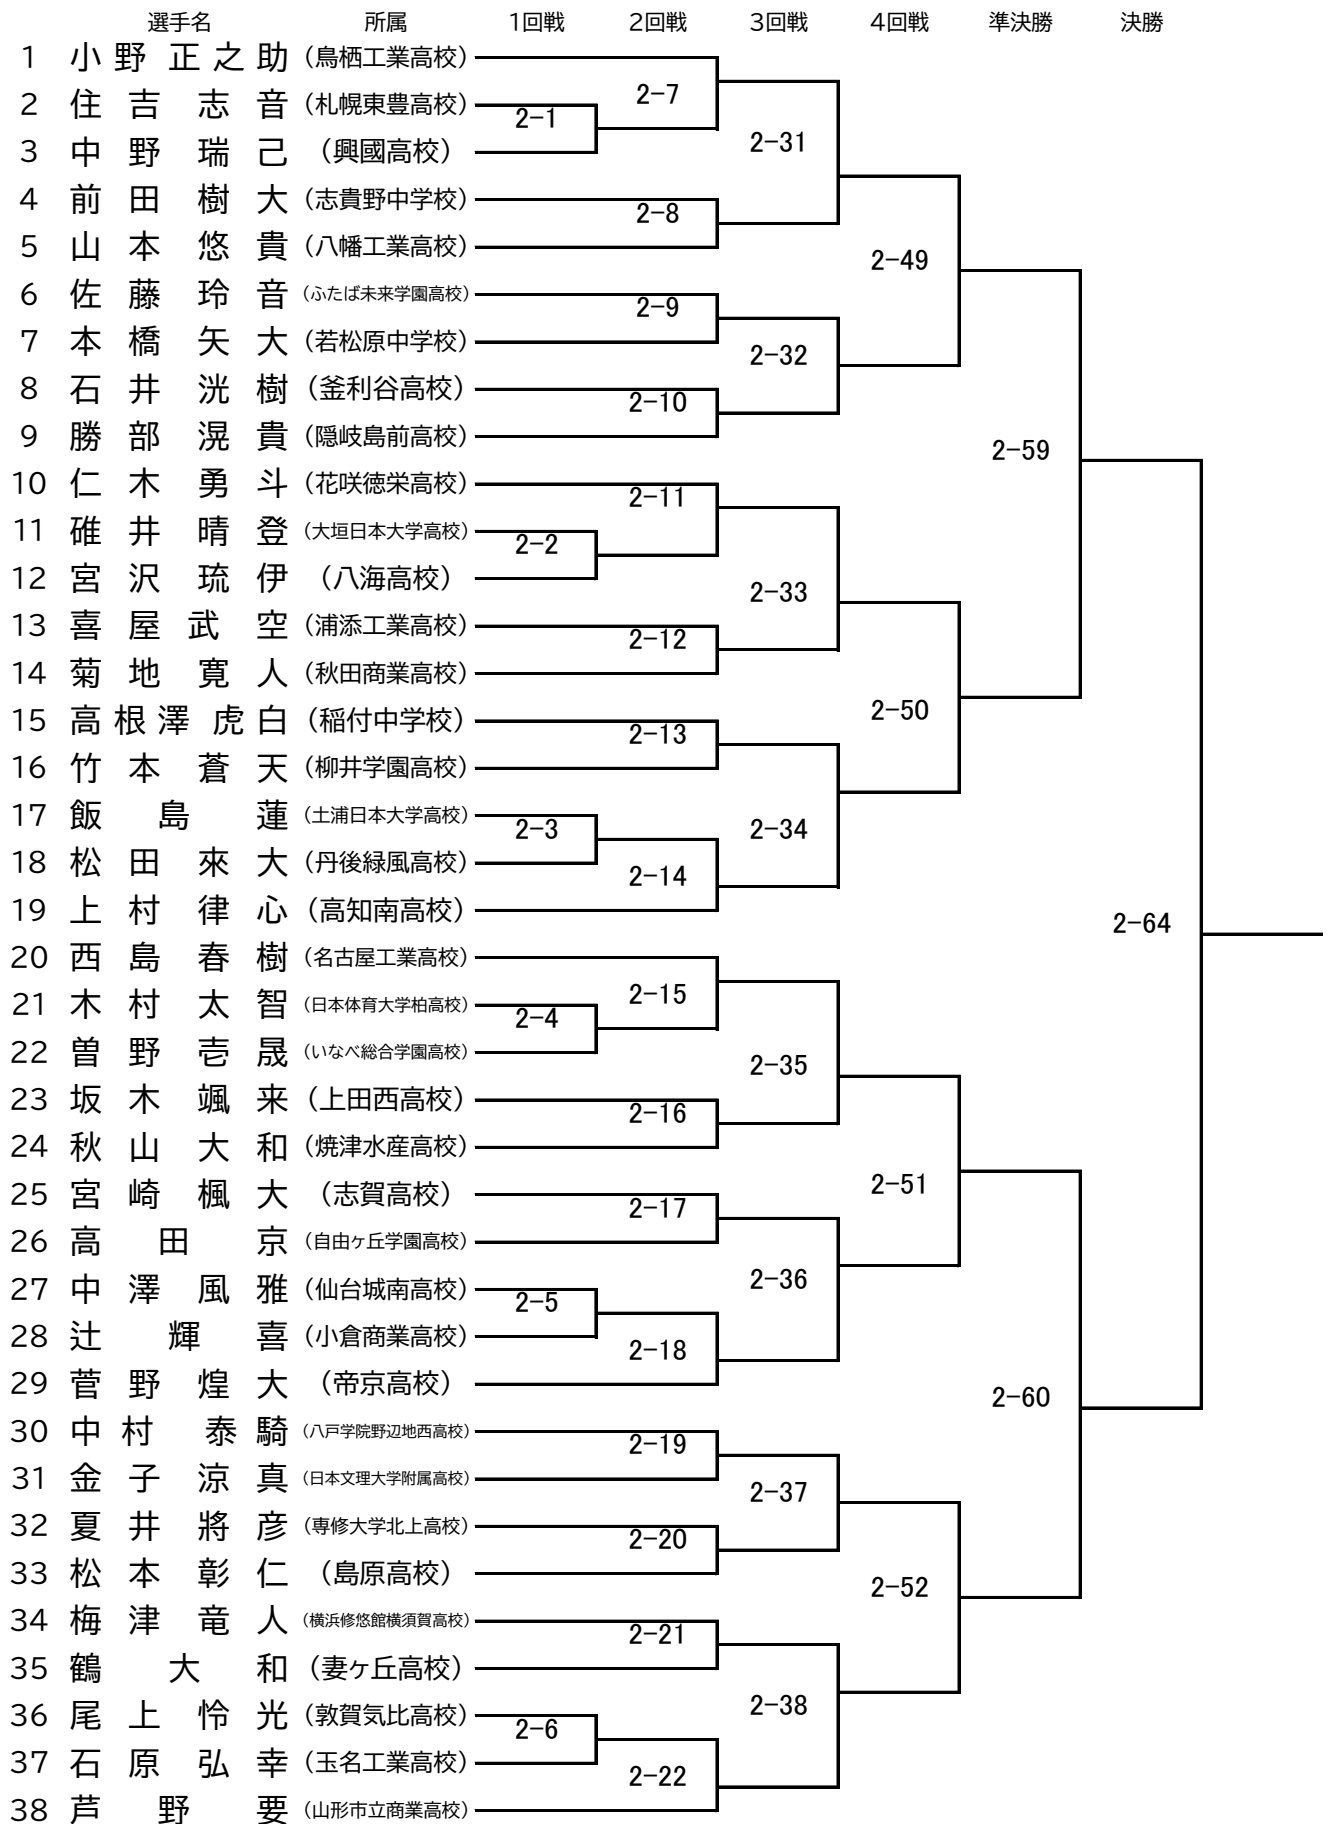 選手名 所属 1回戦 2回戦 3回戦 4回戦 準決勝 決勝
1 小野 正之助 (鳥栖工業高校)
2-7
2 住吉 志音 (札幌東豊高校)
2-1
2-31
3 中野 瑞己 (興國高校)
4 前田 樹大 (志貴野中学校)
2-8
5 山本 悠貴 (八幡工業高校)
2-49
6 佐藤 玲音 (ふたば未来学園高校)
2-9
7 本橋 矢大 (若松原中学校)
2-32
8 石井 洸樹 (釜利谷高校)
2-10
9 勝部 滉貴 (隠岐島前高校)
2-59
10 仁木 勇斗 (花咲徳栄高校)
2-11
11 碓井 晴登 (大垣日本大学高校)
2-2
12 宮沢 琉伊 (八海高校)
2-33
13 喜屋武 空 (浦添工業高校)
2-12
14 菊地 寛人 (秋田商業高校)
2-50
15 高根澤 虎白 (稲付中学校)
2-13
16 竹本 蒼天 (柳井学園高校)
17 飯島 蓮 (土浦日本大学高校)
2-3
2-34
18 松田 來大 (丹後緑風高校)
2-14
19 上村 律心 (高知南高校)
2-64
20 西島 春樹 (名古屋工業高校)
2-15
21 木村 太智 (日本体育大学柏高校)
2-4
22 曽野 壱晟 (いなべ総合学園高校)
2-35
23 坂木 颯来 (上田西高校)
2-16
24 秋山 大和 (焼津水産高校)
2-51
25 宮崎 楓大 (志賀高校)
2-17
26 高田 京 (自由ヶ丘学園高校)
2-36
27 中澤 風雅 (仙台城南高校)
2-5
28 辻 輝喜 (小倉商業高校)
2-18
29 菅野 煌大 (帝京高校)
2-60
30 中村 泰騎 (八戸学院野辺地西高校)
2-19
31 金子 涼真 (日本文理大学附属高校)
2-37
32 夏井 將彦 (専修大学北上高校)
2-20
33 松本 彰仁 (島原高校)
2-52
34 梅津 竜人 (横浜修悠館横須賀高校)
2-21
35 鶴 大和 (妻ヶ丘高校)
2-38
36 尾上 怜光 (敦賀気比高校)
2-6
37 石原 弘幸 (玉名工業高校)
2-22
38 芦野 要 (山形市立商業高校)